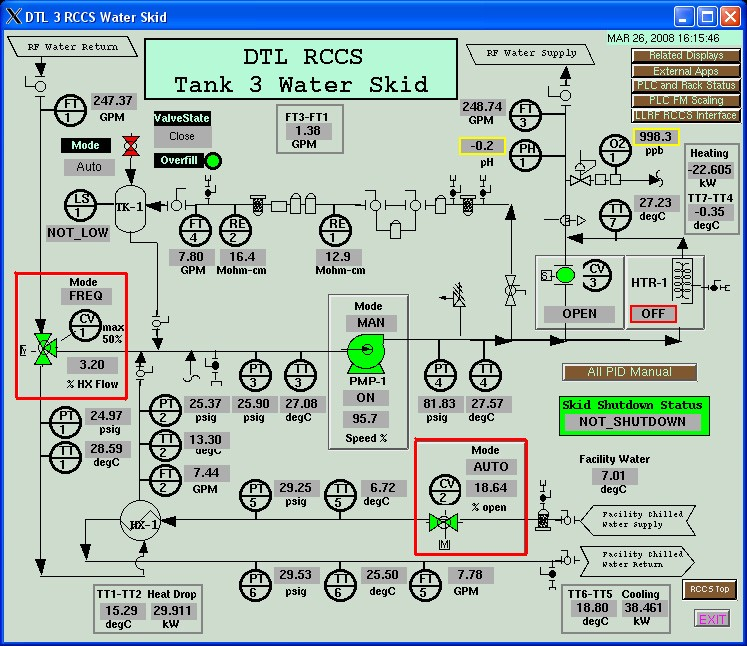 DTL 3 RCCS Water Skid
MAR 26, 2008 16:15:46
RF Water Return
DTL RCCS
Tank 3 Water Skid
RF Water Supply
Related Displays
External Apps
PLC and Rack Status
PLC FM Scaling
LLRF RCCS Interface
FT 1
247.37
GPM
ValveState
Close
Overfill
FT3-FT1
1.38
GPM
248.74
GPM
FT 3
-0.2
pH
PH 1
O2 1
998.3
ppb
Heating
-22.605
kW
TT7-TT4
-0.35
degC
Mode
Auto
LS 1
NOT_LOW
TK-1
FT 4
7.80
GPM
RE 2
16.4
Mohm-cm
RE 1
12.9
Mohm-cm
TT 7
27.23
degC
Mode
FREQ
CV 1
max
50%
3.20
% HX Flow
Mode
MAN
PMP-1
ON
95.7
Speed %
S
CV 3
OPEN
HTR-1
OFF
PT 3
25.90
psig
TT 3
27.08
degC
PT 4
81.83
psig
TT 4
27.57
degC
All PID Manual
Skid Shutdown Status
NOT_SHUTDOWN
PT 1
24.97
psig
TT 1
28.59
degC
PT 2
25.37
psig
TT 2
13.30
degC
FT 2
7.44
GPM
Mode
AUTO
CV 2
18.64
% open
M
Facility Water
7.01
degC
HX-1
PT 5
29.25
psig
TT 5
6.72
degC
Facility Chilled
Water Supply
Facility Chilled
Water Return
PT 6
29.53
psig
TT 6
25.50
degC
FT 5
7.78
GPM
TT1-TT2 Heat Drop
15.29 29.911
degC kW
TT6-TT5 Cooling
18.80 38.461
degC kW
RCCS Top
EXIT